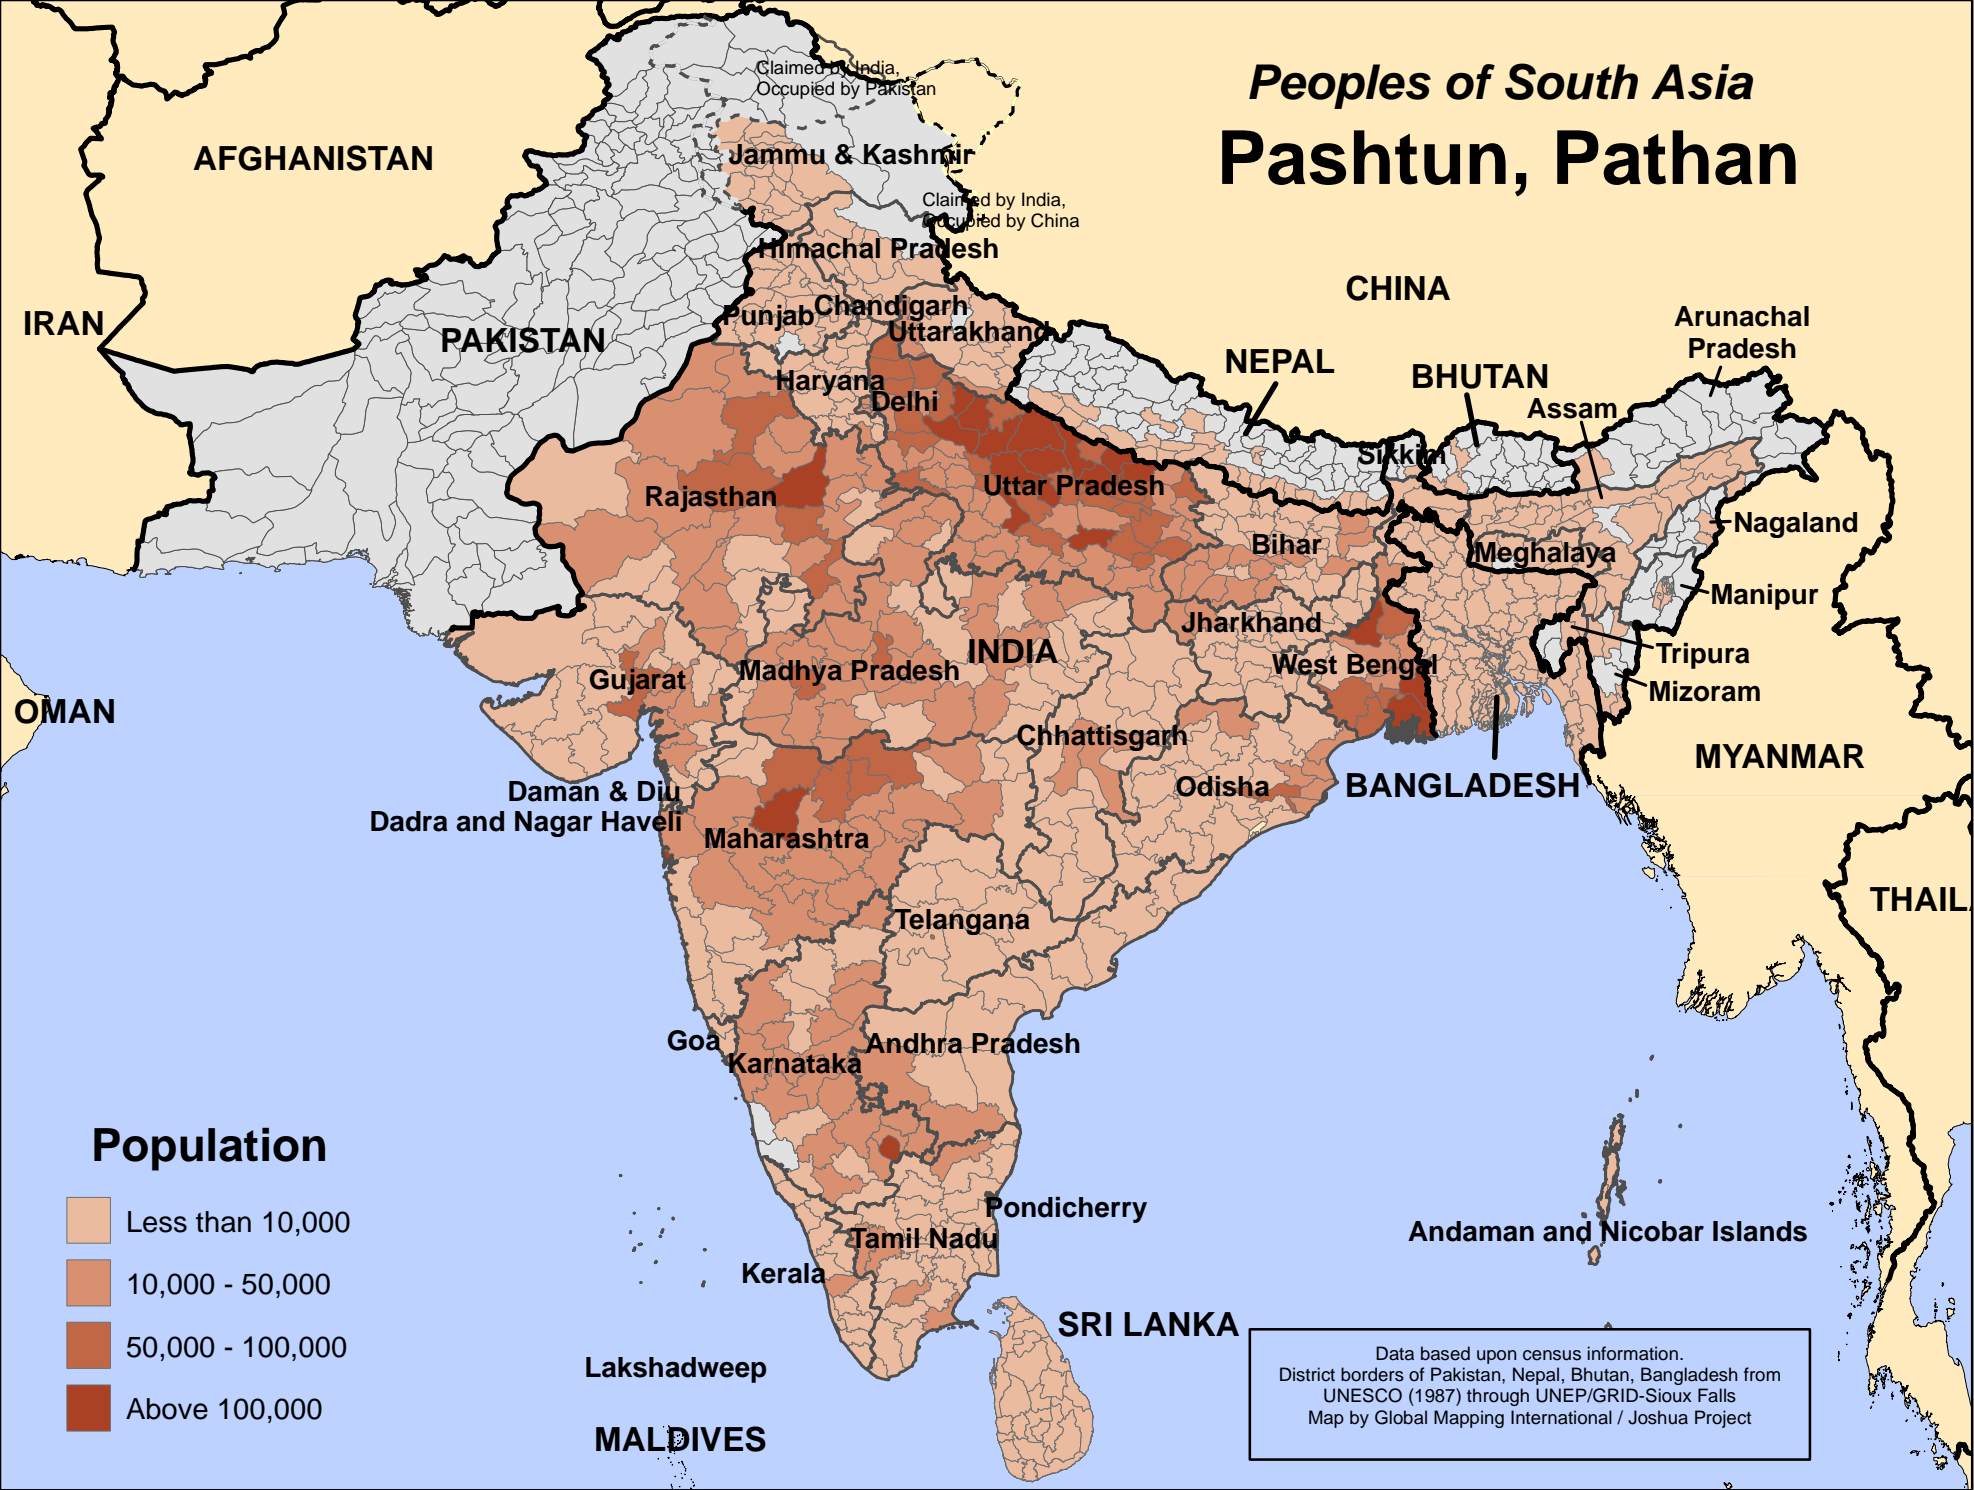 Peoples of South Asia
Pashtun, Pathan
Claimed by India,
Occupied by Pakistan
AFGHANISTAN
Jammu & Kashmir
Claimed by India,
Occupied by China
Himachal Pradesh
CHINA
IRAN
PAKISTAN
Punjab
Chandigarh
Uttarakhand
Arunachal
Pradesh
NEPAL
BHUTAN
Haryana
Delhi
Assam
Sikkim
Rajasthan
Uttar Pradesh
Nagaland
Bihar
Meghalaya
Manipur
Jharkhand
INDIA
Tripura
OMAN
Gujarat
Madhya Pradesh
West Bengal
Mizoram
Chhattisgarh
MYANMAR
Odisha
BANGLADESH
Daman & Diu
Dadra and Nagar Haveli
Maharashtra
THAIL
Telangana
Goa
Karnataka
Andhra Pradesh
Pondicherry
Andaman and Nicobar Islands
Tamil Nadu
Kerala
SRI LANKA
Lakshadweep
MALDIVES
Population
Less than 10,000
10,000 - 50,000
50,000 - 100,000
Above 100,000
Data based upon census information.
District borders of Pakistan, Nepal, Bhutan, Bangladesh from
UNESCO (1987) through UNEP/GRID-Sioux Falls
Map by Global Mapping International / Joshua Project